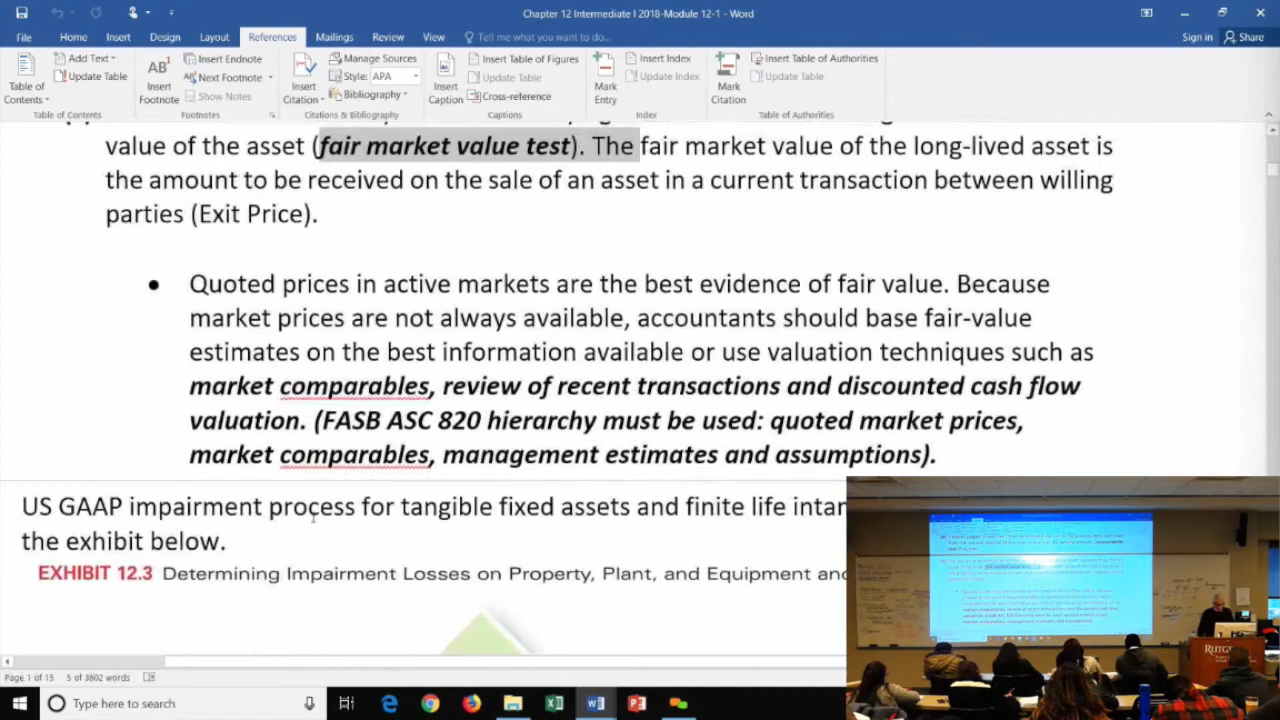 Chapter 12 Intermediate I 2018-Module 12-1 - Word
File Home Insert Design Layout References Mailings Review View Tell me what you want to do... Sign in Share
Table of Contents
Add Text
Update Table
Table of Contents
AB¹ Insert Footnote
Insert Endnote
Next Footnote
Show Notes
Footnotes
Insert Citation
Manage Sources
Style: APA
Bibliography
Citations & Bibliography
Insert Caption
Insert Table of Figures
Update Table
Cross-reference
Captions
Mark Entry
Insert Index
Update Index
Index
Mark Citation
Insert Table of Authorities
Update Table
Table of Authorities
value of the asset (fair market value test). The fair market value of the long-lived asset is
the amount to be received on the sale of an asset in a current transaction between willing
parties (Exit Price).
• Quoted prices in active markets are the best evidence of fair value. Because
market prices are not always available, accountants should base fair-value
estimates on the best information available or use valuation techniques such as
market comparables, review of recent transactions and discounted cash flow
valuation. (FASB ASC 820 hierarchy must be used: quoted market prices,
market comparables, management estimates and assumptions).
US GAAP impairment process for tangible fixed assets and finite life intan
the exhibit below.
EXHIBIT 12.3 Determining Impairment Losses on Property, Plant, and Equipment and
Page 1 of 15 5 of 3602 words
Type here to search
RUTGERS